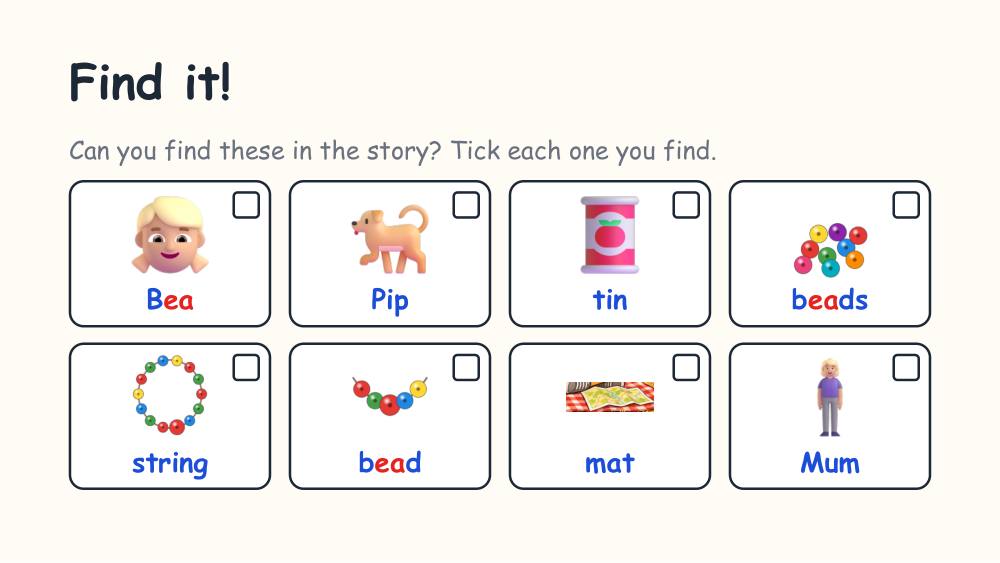 Find it!
Can you find these in the story? Tick each one you find.
Bea Pip tin beads
string bead mat Mum